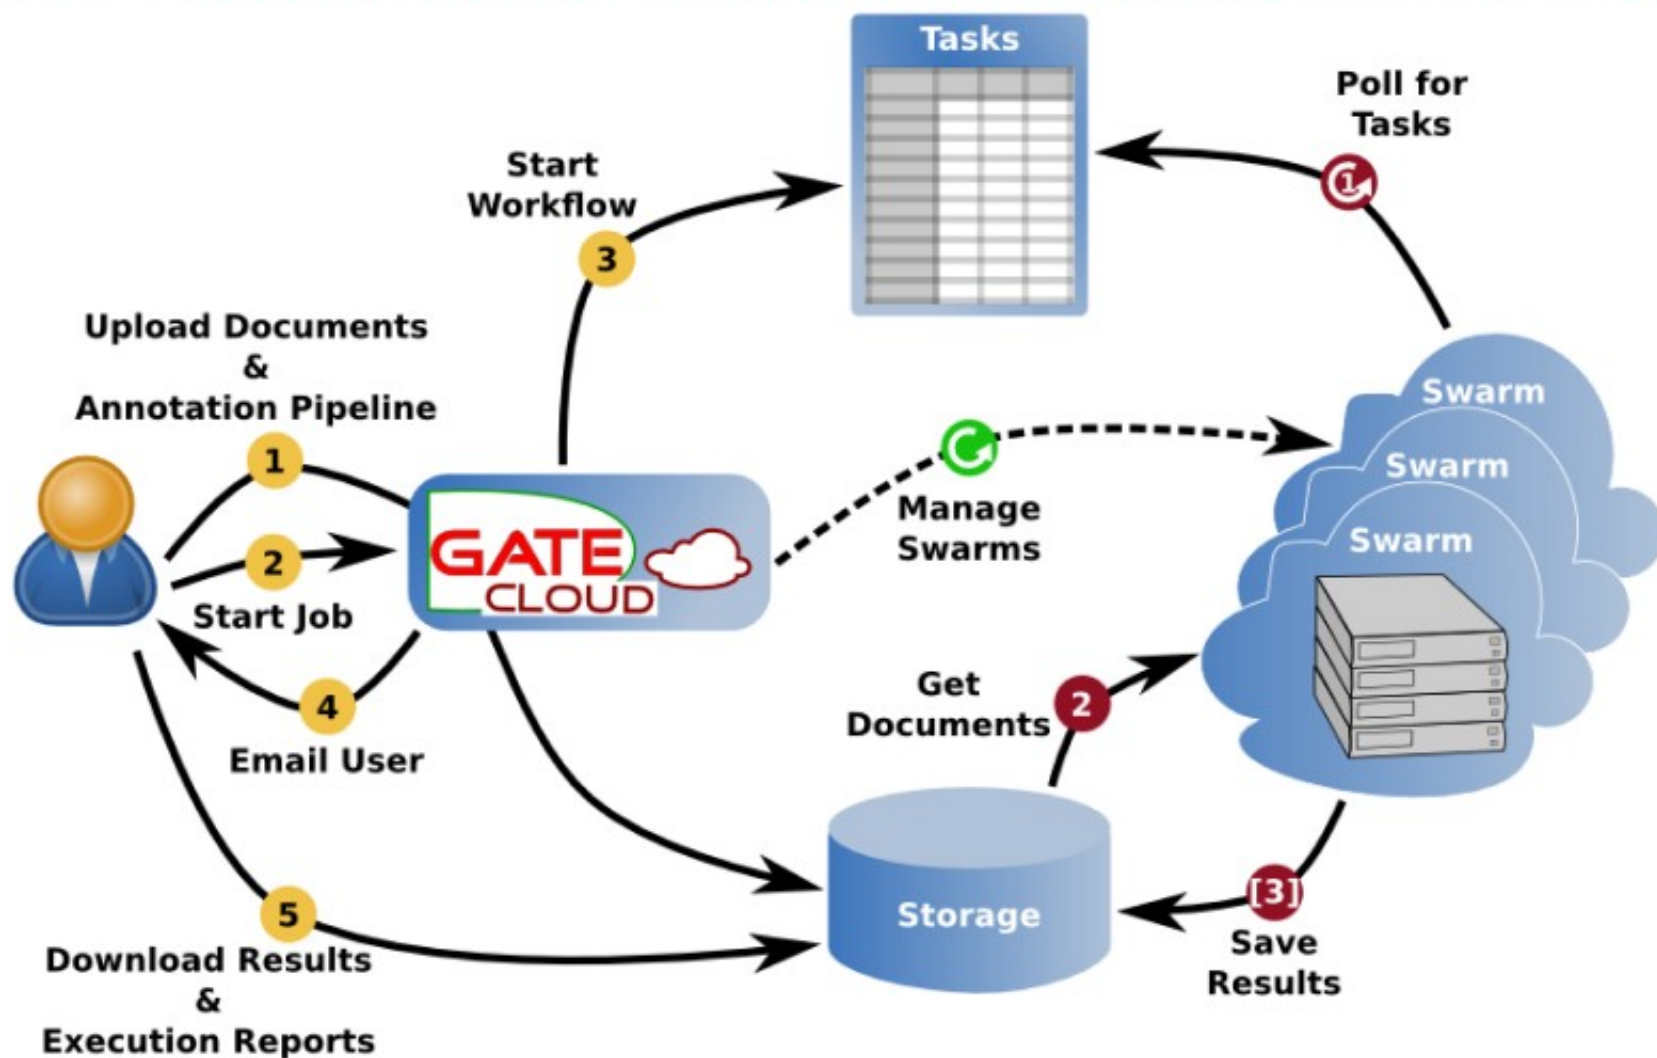 Tasks
Poll for
Tasks
1
Start
Workflow
3
Upload Documents
&
Annotation Pipeline
1
2
Start Job
GATE
CLOUD
4
Email User
Manage
Swarms
Swarm
Swarm
Swarm
Get
Documents
2
Storage
[3]
Save
Results
5
Download Results
&
Execution Reports